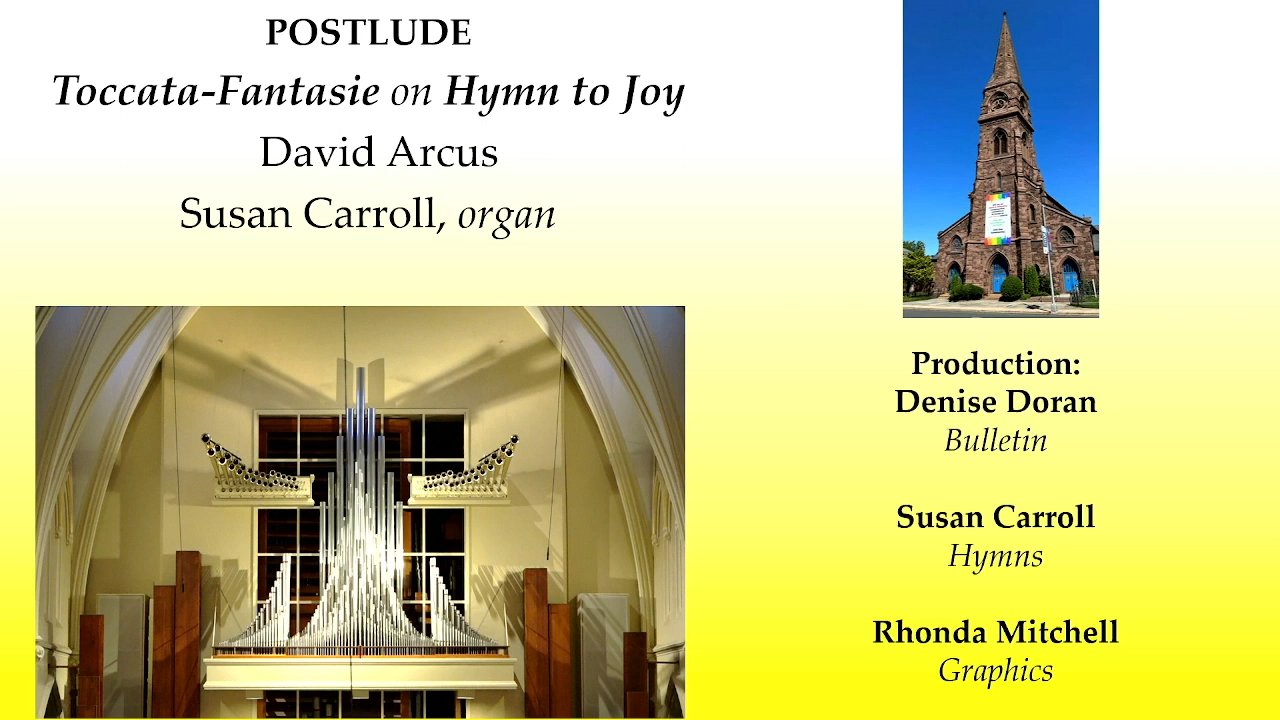 POSTLUDE
Toccata-Fantasie on Hymn to Joy
David Arcus
Susan Carroll, organ
Production:
Denise Doran
Bulletin
Susan Carroll
Hymns
Rhonda Mitchell
Graphics